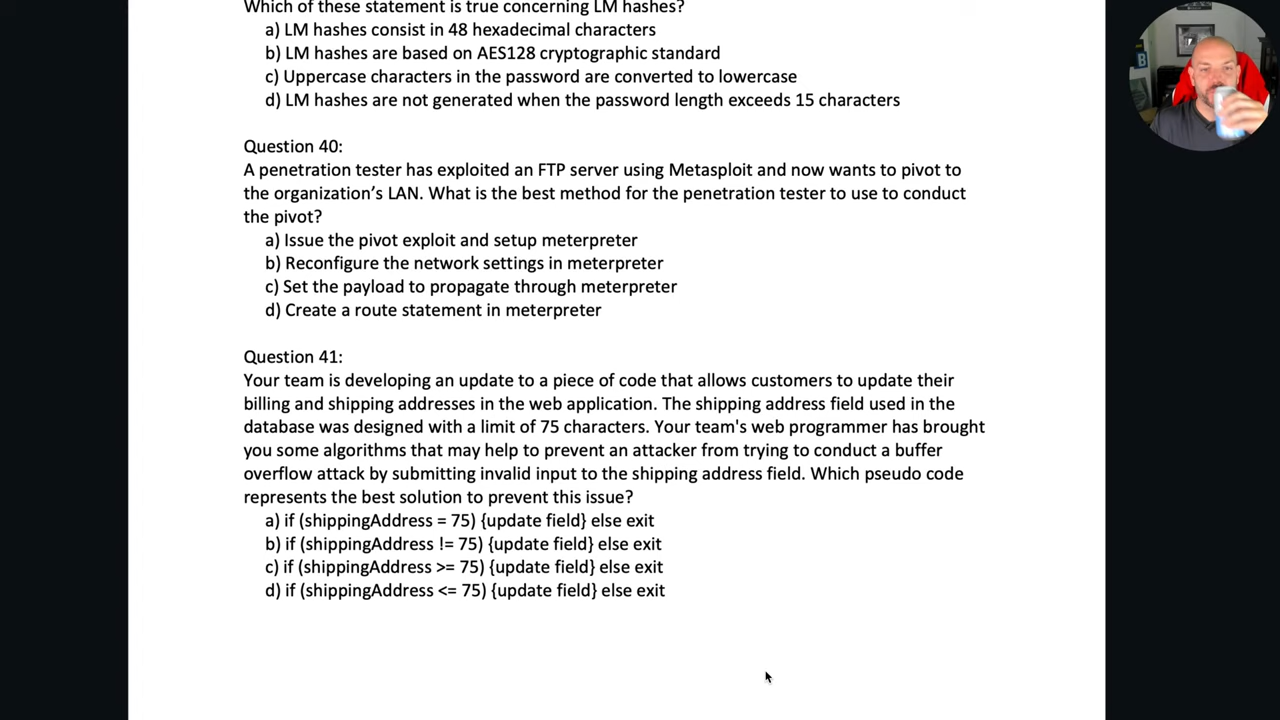 Which of these statement is true concerning LM hashes?
a) LM hashes consist in 48 hexadecimal characters
b) LM hashes are based on AES128 cryptographic standard
c) Uppercase characters in the password are converted to lowercase
d) LM hashes are not generated when the password length exceeds 15 characters
Question 40:
A penetration tester has exploited an FTP server using Metasploit and now wants to pivot to
the organization’s LAN. What is the best method for the penetration tester to use to conduct
the pivot?
a) Issue the pivot exploit and setup meterpreter
b) Reconfigure the network settings in meterpreter
c) Set the payload to propagate through meterpreter
d) Create a route statement in meterpreter
Question 41:
Your team is developing an update to a piece of code that allows customers to update their
billing and shipping addresses in the web application. The shipping address field used in the
database was designed with a limit of 75 characters. Your team's web programmer has brought
you some algorithms that may help to prevent an attacker from trying to conduct a buffer
overflow attack by submitting invalid input to the shipping address field. Which pseudo code
represents the best solution to prevent this issue?
a) if (shippingAddress = 75) {update field} else exit
b) if (shippingAddress != 75) {update field} else exit
c) if (shippingAddress >= 75) {update field} else exit
d) if (shippingAddress <= 75) {update field} else exit